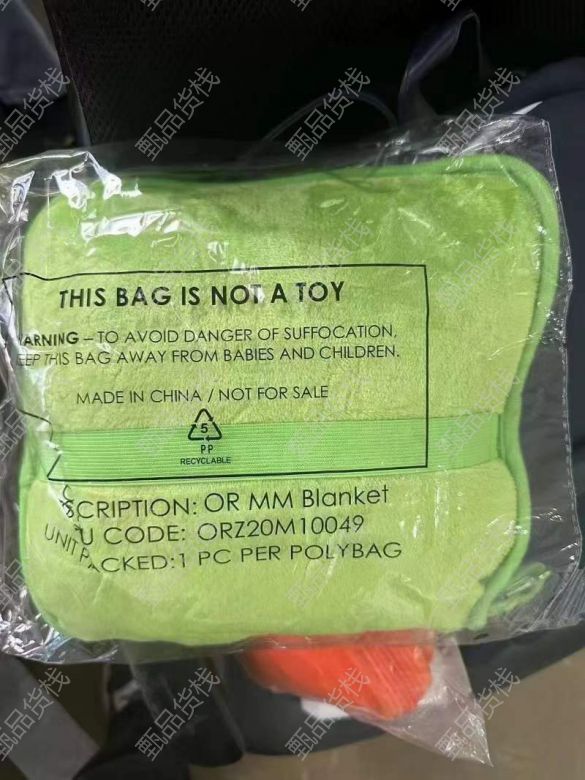 THIS BAG IS NOT A TOY
ARNING – TO AVOID DANGER OF SUFFOCATION,
EEP THIS BAG AWAY FROM BABIES AND CHILDREN.
MADE IN CHINA / NOT FOR SALE
5
PP
RECYCLABLE
SCRIPTION: OR MM Blanket
U CODE: ORZ20M10049
UNIT PACKED:1 PC PER POLYBAG
甄品货栈